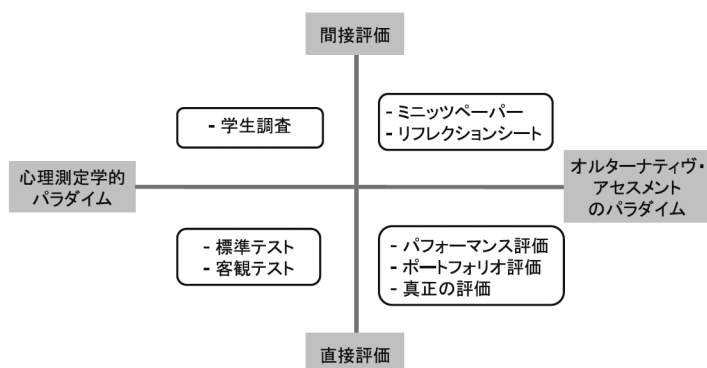 間接評価
- 学生調査
- ミニッツペーパー
- リフレクションシート
心理測定学的
パラダイム
オルターナティヴ・
アセスメント
のパラダイム
- 標準テスト
- 客観テスト
- パフォーマンス評価
- ポートフォリオ評価
- 真正の評価
直接評価